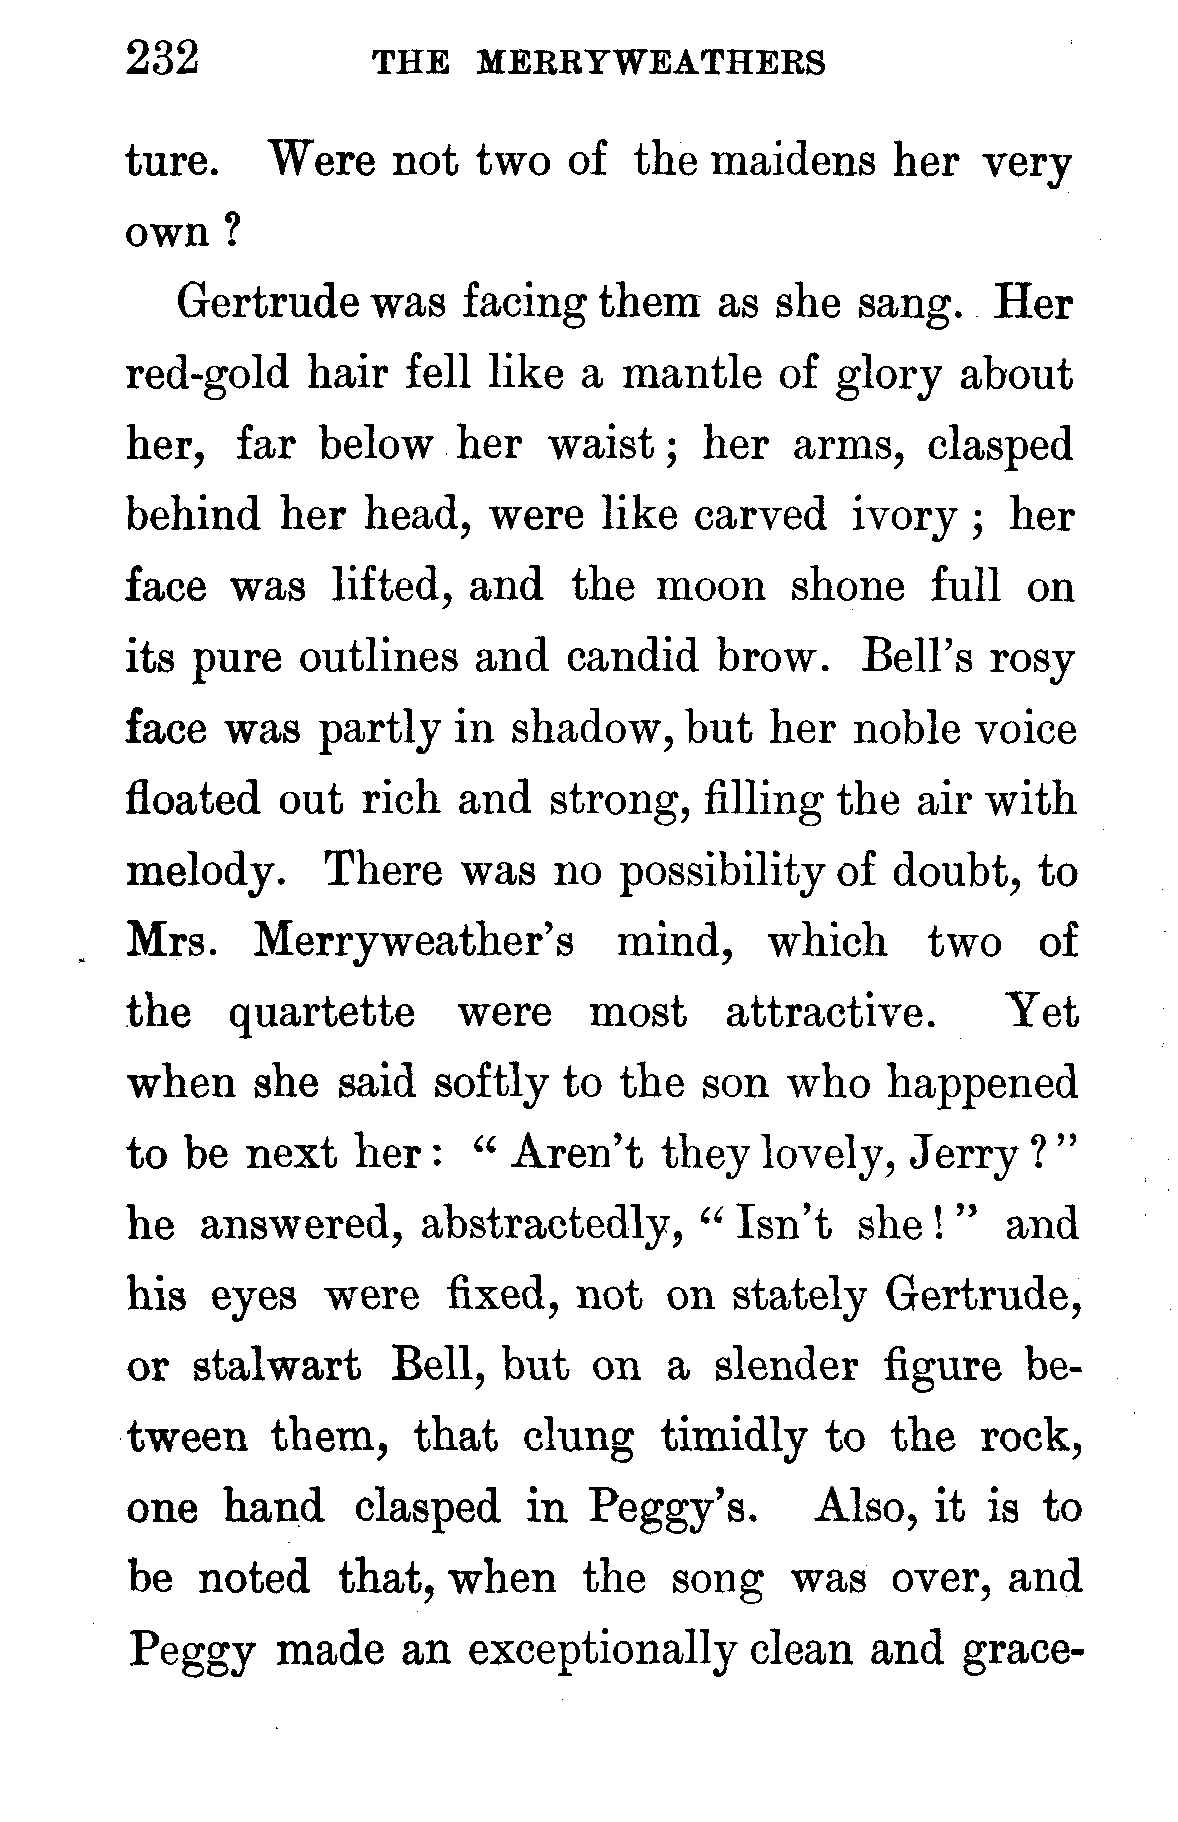 232 THE MERRYWEATHERS
ture. Were not two of the maidens her very
own ?
Gertrude was facing them as she sang. Her
red-gold hair fell like a mantle of glory about
her, far below her waist ; her arms, clasped
behind her head, were like carved ivory ; her
face was lifted, and the moon shone full on
its pure outlines and candid brow. Bell's rosy
face was partly in shadow, but her noble voice
floated out rich and strong, filling the air with
melody. There was no possibility of doubt, to
Mrs. Merryweather's mind, which two of
the quartette were most attractive. Yet
when she said softly to the son who happened
to be next her : “ Aren't they lovely, Jerry ? ”
he answered, abstractedly, “ Isn't she ! ” and
his eyes were fixed, not on stately Gertrude,
or stalwart Bell, but on a slender figure be-
tween them, that clung timidly to the rock,
one hand clasped in Peggy's. Also, it is to
be noted that, when the song was over, and
Peggy made an exceptionally clean and grace-